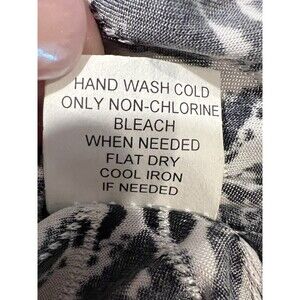 HAND WASH COLD
ONLY NON-CHLORINE
BLEACH
WHEN NEEDED
FLAT DRY
COOL IRON
IF NEEDED